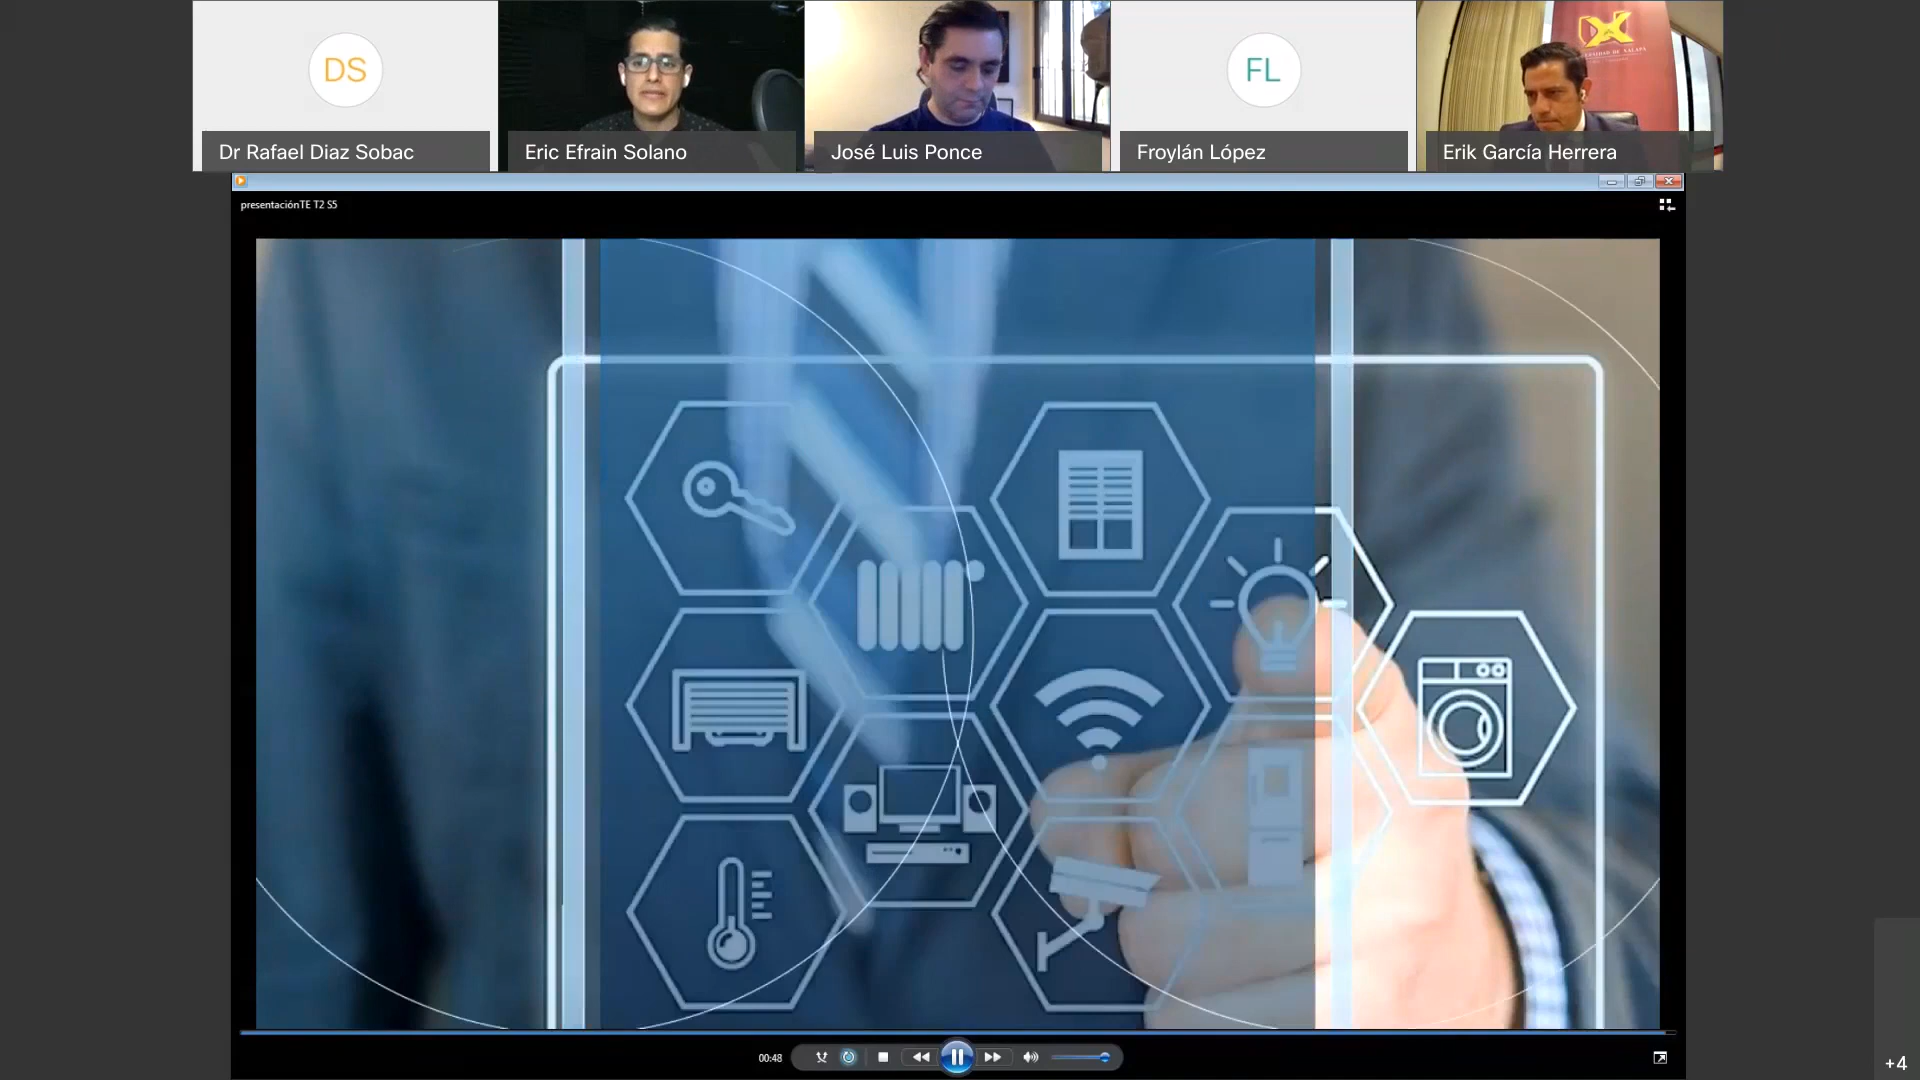 DS
FL
Dr Rafael Diaz Sobac
Eric Efrain Solano
José Luis Ponce
Froylán López
Erik García Herrera
presentaciónTE T2 S5
00:48
+4